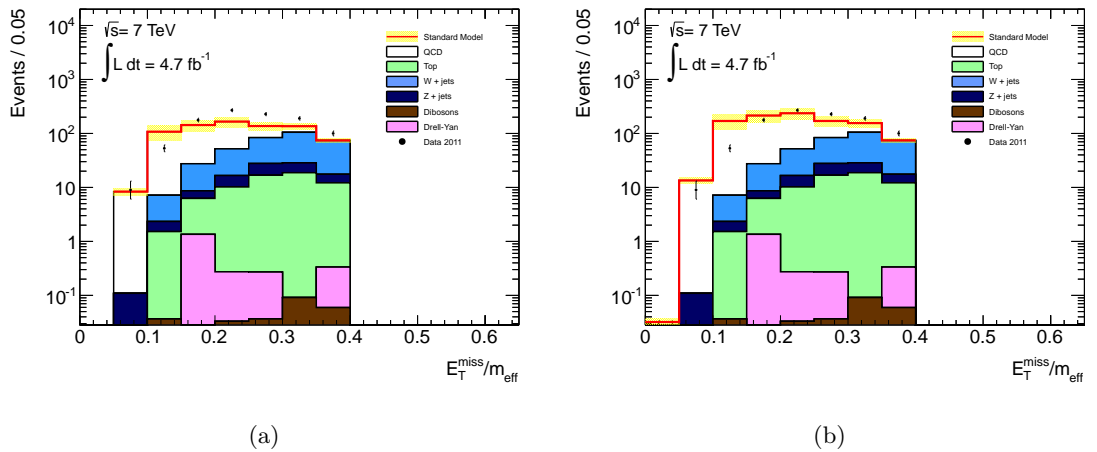 Events / 0.05
10⁴
10³
10²
10
1
10⁻¹
√s= 7 TeV
∫ L dt = 4.7 fb⁻¹
Standard Model
QCD
Top
W + jets
Z + jets
Dibosons
Drell-Yan
Data 2011
0 0.1 0.2 0.3 0.4 0.5 0.6
E_T^miss/m_eff
(a)
Events / 0.05
10⁴
10³
10²
10
1
10⁻¹
√s= 7 TeV
∫ L dt = 4.7 fb⁻¹
Standard Model
QCD
Top
W + jets
Z + jets
Dibosons
Drell-Yan
Data 2011
0 0.1 0.2 0.3 0.4 0.5 0.6
E_T^miss/m_eff
(b)